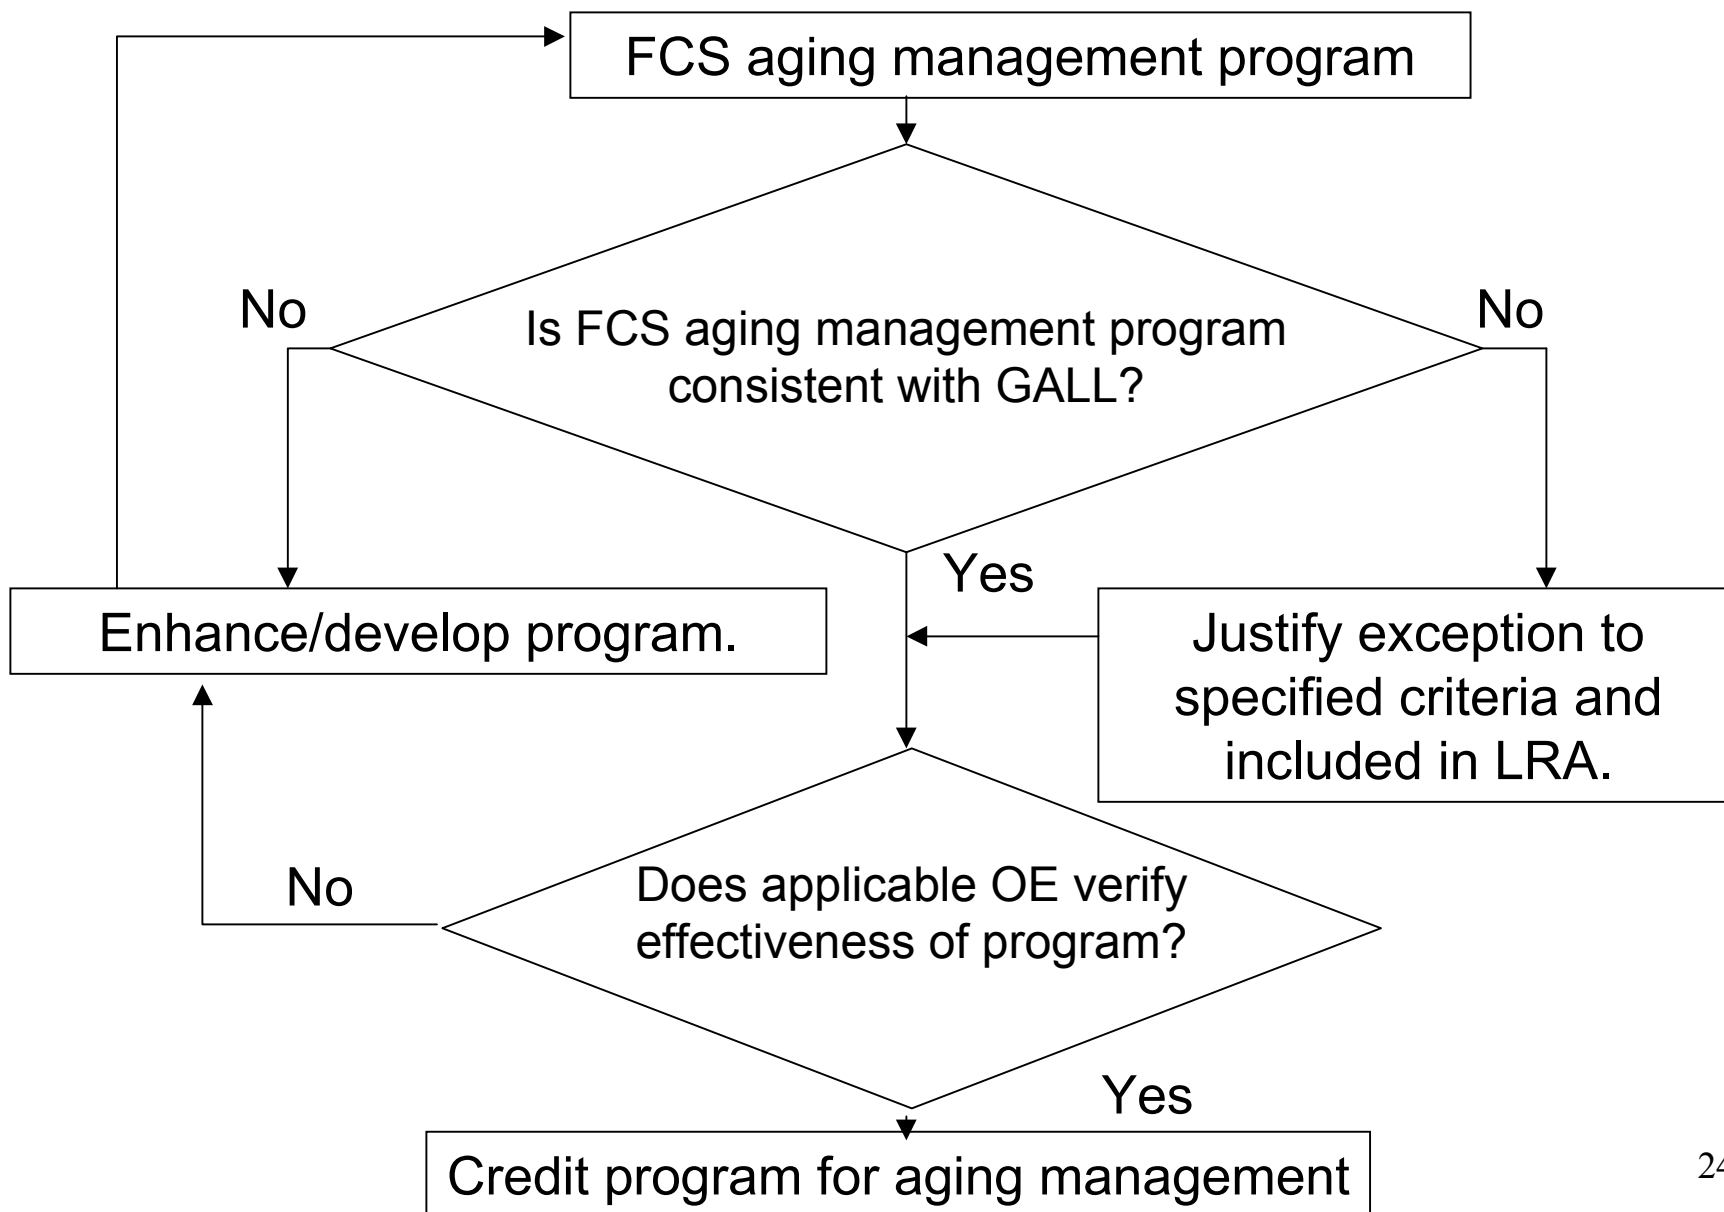 FCS aging management program
No
No
Is FCS aging management program
consistent with GALL?
Yes
Enhance/develop program.
Justify exception to
specified criteria and
included in LRA.
No
Does applicable OE verify
effectiveness of program?
Yes
Credit program for aging management
24